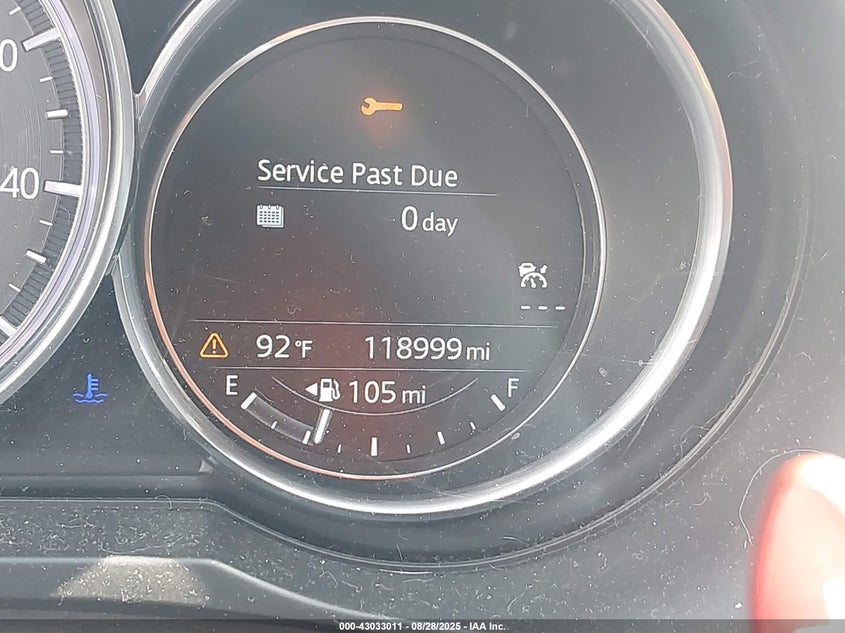 0
40
Service Past Due
0 day
- - -
92 °F 118999 mi
E 105 mi F
000-43033011 - 08/28/2025 - IAA Inc.